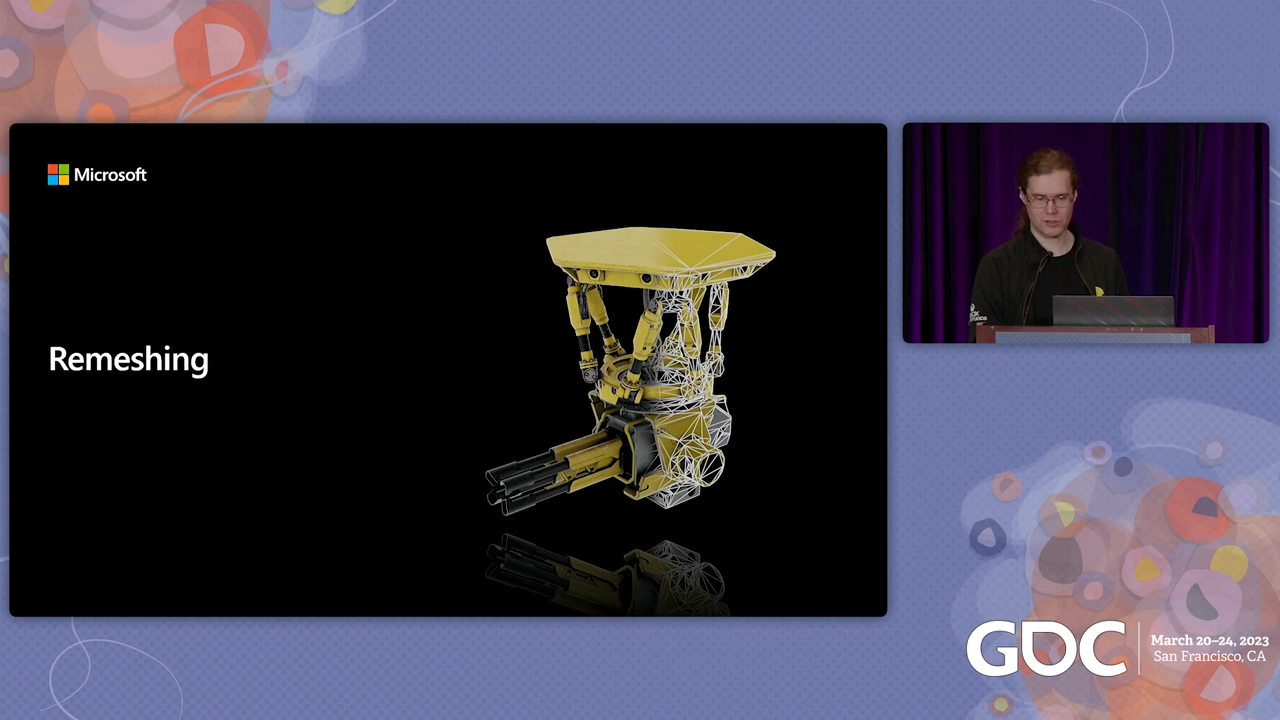 Microsoft
Remeshing
GDC
March 20–24, 2023
San Francisco, CA